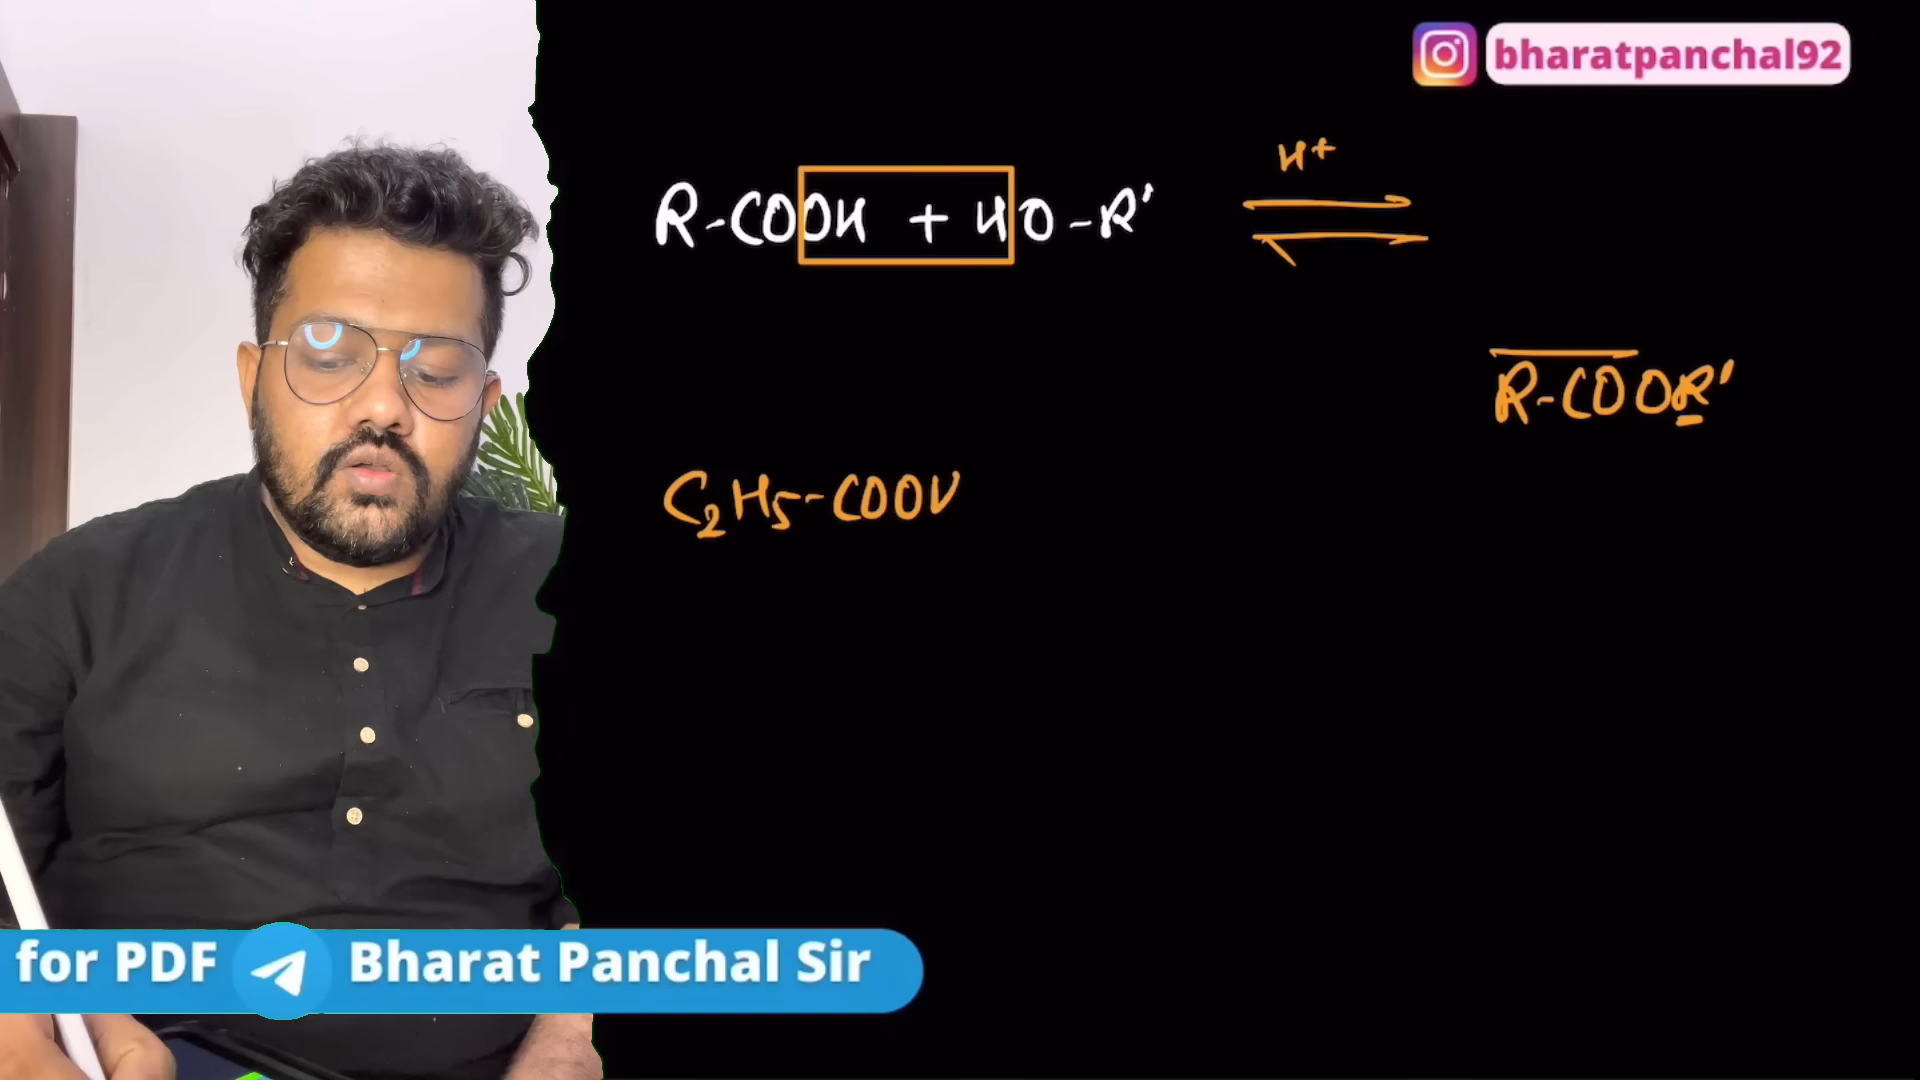 bharatpanchal92
H+
R-COOH + HO-R'
R-COOR'
C2H5-COOV
for PDF Bharat Panchal Sir